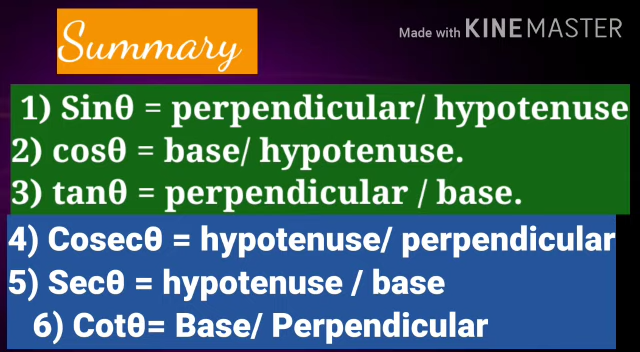 Summary
Made with KINEMASTER
1) Sinθ = perpendicular/ hypotenuse
2) cosθ = base/ hypotenuse.
3) tanθ = perpendicular / base.
4) Cosecθ = hypotenuse/ perpendicular
5) Secθ = hypotenuse / base
6) Cotθ= Base/ Perpendicular